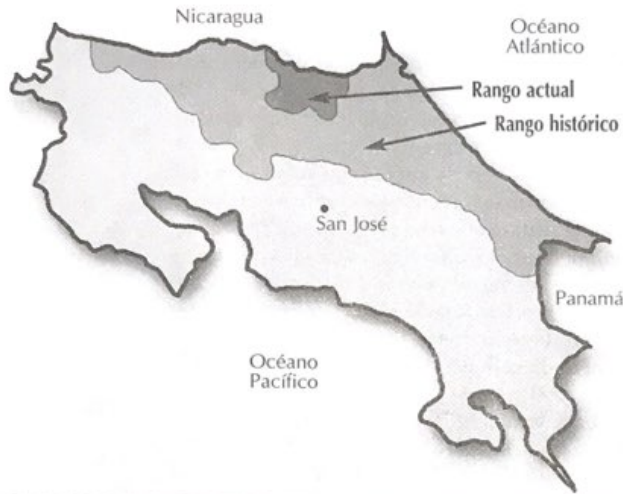 Nicaragua
Océano
Atlántico
Rango actual
Rango histórico
San José
Panamá
Océano
Pacífico